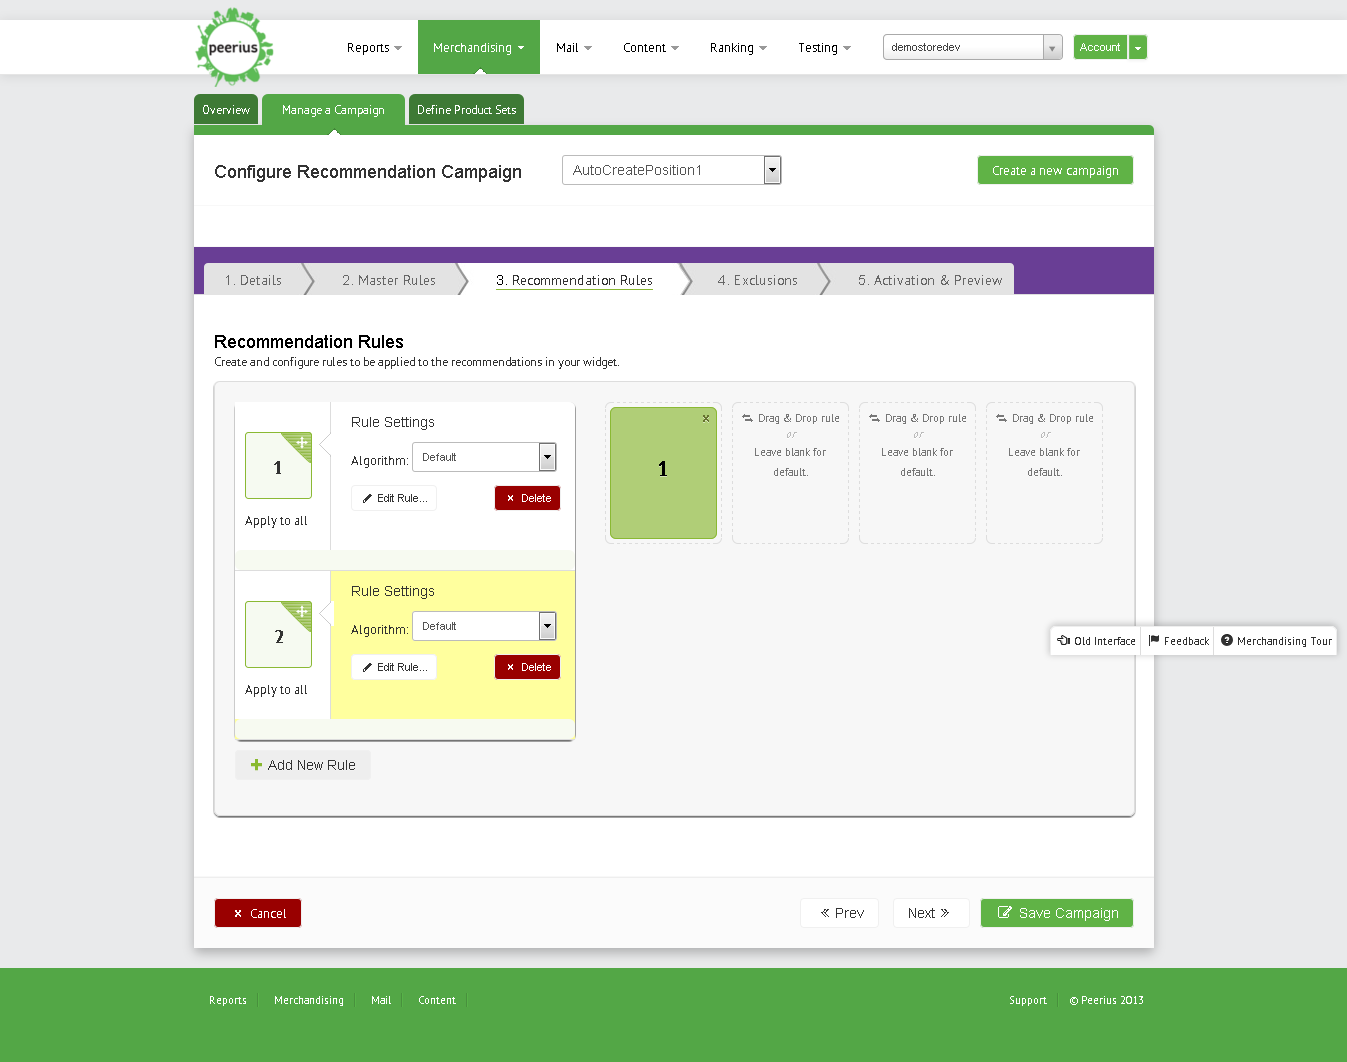 peerius
Reports
Merchandising
Mail
Content
Ranking
Testing
demostoredev
Account
Overview
Manage a Campaign
Define Product Sets
Configure Recommendation Campaign
AutoCreatePosition1
Create a new campaign
1. Details
2. Master Rules
3. Recommendation Rules
4. Exclusions
5. Activation & Preview
Recommendation Rules
Create and configure rules to be applied to the recommendations in your widget.
1
Apply to all
Rule Settings
Algorithm: Default
Edit Rule...
× Delete
2
Apply to all
Rule Settings
Algorithm: Default
Edit Rule...
× Delete
+ Add New Rule
×
1
Drag & Drop rule
or
Leave blank for
default.
Drag & Drop rule
or
Leave blank for
default.
Drag & Drop rule
or
Leave blank for
default.
Old Interface
Feedback
? Merchandising Tour
× Cancel
« Prev
Next »
Save Campaign
Reports
Merchandising
Mail
Content
Support
© Peerius 2013